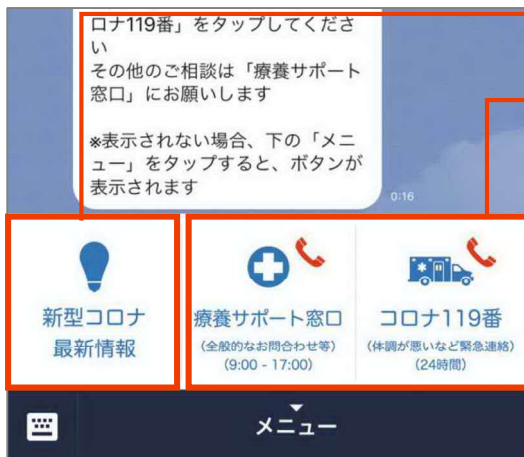 ロナ119番」をタップしてくださ
い
その他のご相談は「療養サポート
窓口」にお願いします
※表示されない場合、下の「メニ
ュー」をタップすると、ボタンが
表示されます
0:16
新型コロナ
最新情報
療養サポート窓口
(全般的なお問合わせ等)
(9:00 - 17:00)
コロナ119番
(体調が悪いなど緊急連絡)
(24時間)
メニュー